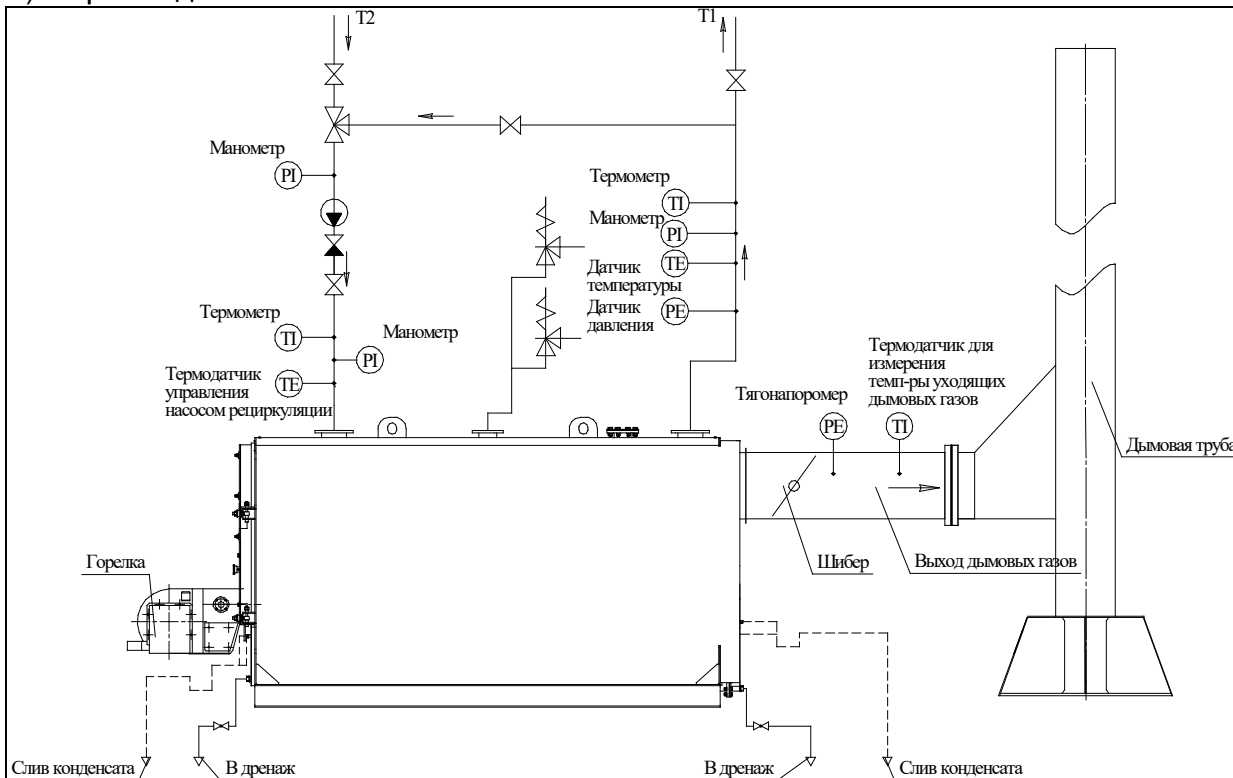 T2
T1
Манометр
PI
Термометр
TI
Манометр
PI
Датчик
температуры
TE
Датчик
давления
PE
Термометр
TI
Манометр
PI
Термодатчик
управления
насосом рециркуляции
TE
Термодатчик для
измерения
темп-ры уходящих
дымовых газов
Тягонапоромер
PE
TI
Дымовая труба
Горелка
Шибер
Выход дымовых газов
Слив конденсата
В дренаж
В дренаж
Слив конденсата